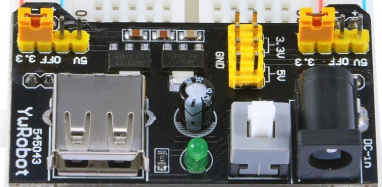 5V OFF 3.3
GND
3.3V
5V
5V OFF 3.3
545043
YwRobot
DC-in